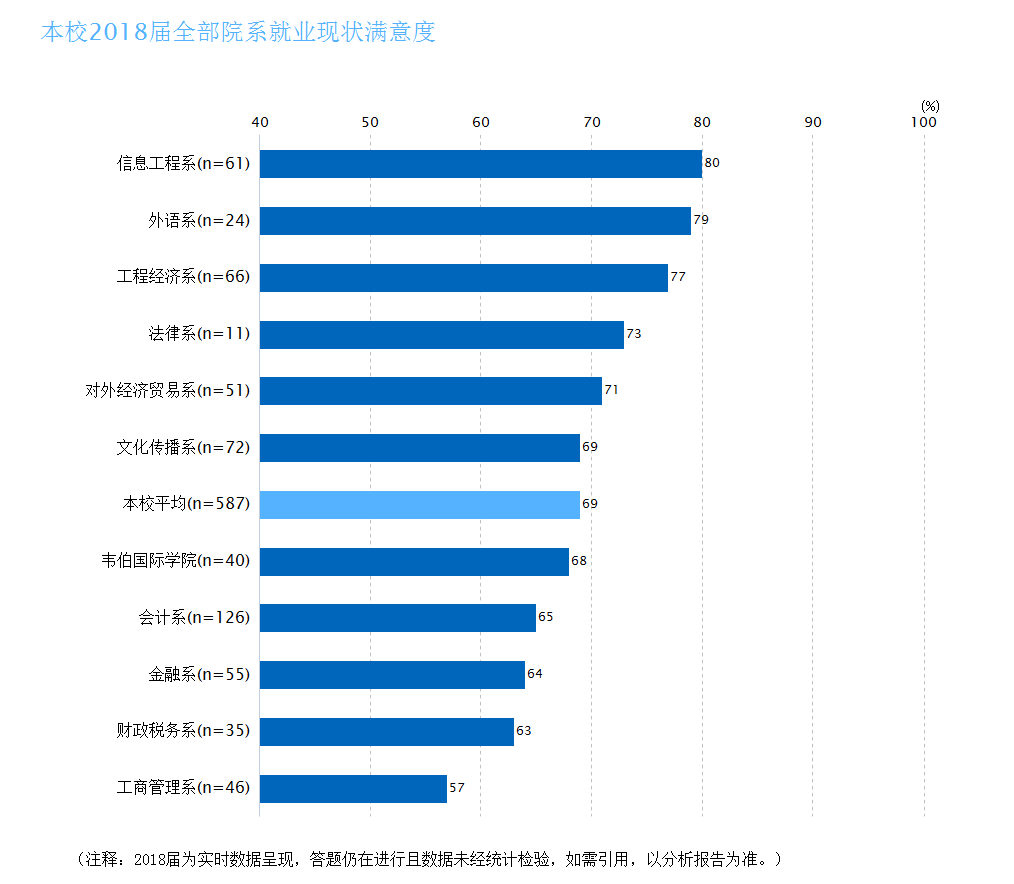 本校2018届全部院系就业现状满意度
(%)
40 50 60 70 80 90 100
信息工程系(n=61) 80
外语系(n=24) 79
工程经济系(n=66) 77
法律系(n=11) 73
对外经济贸易系(n=51) 71
文化传播系(n=72) 69
本校平均(n=587) 69
韦伯国际学院(n=40) 68
会计系(n=126) 65
金融系(n=55) 64
财政税务系(n=35) 63
工商管理系(n=46) 57
（注释：2018届为实时数据呈现，答题仍在进行且数据未经统计检验，如需引用，以分析报告为准。）